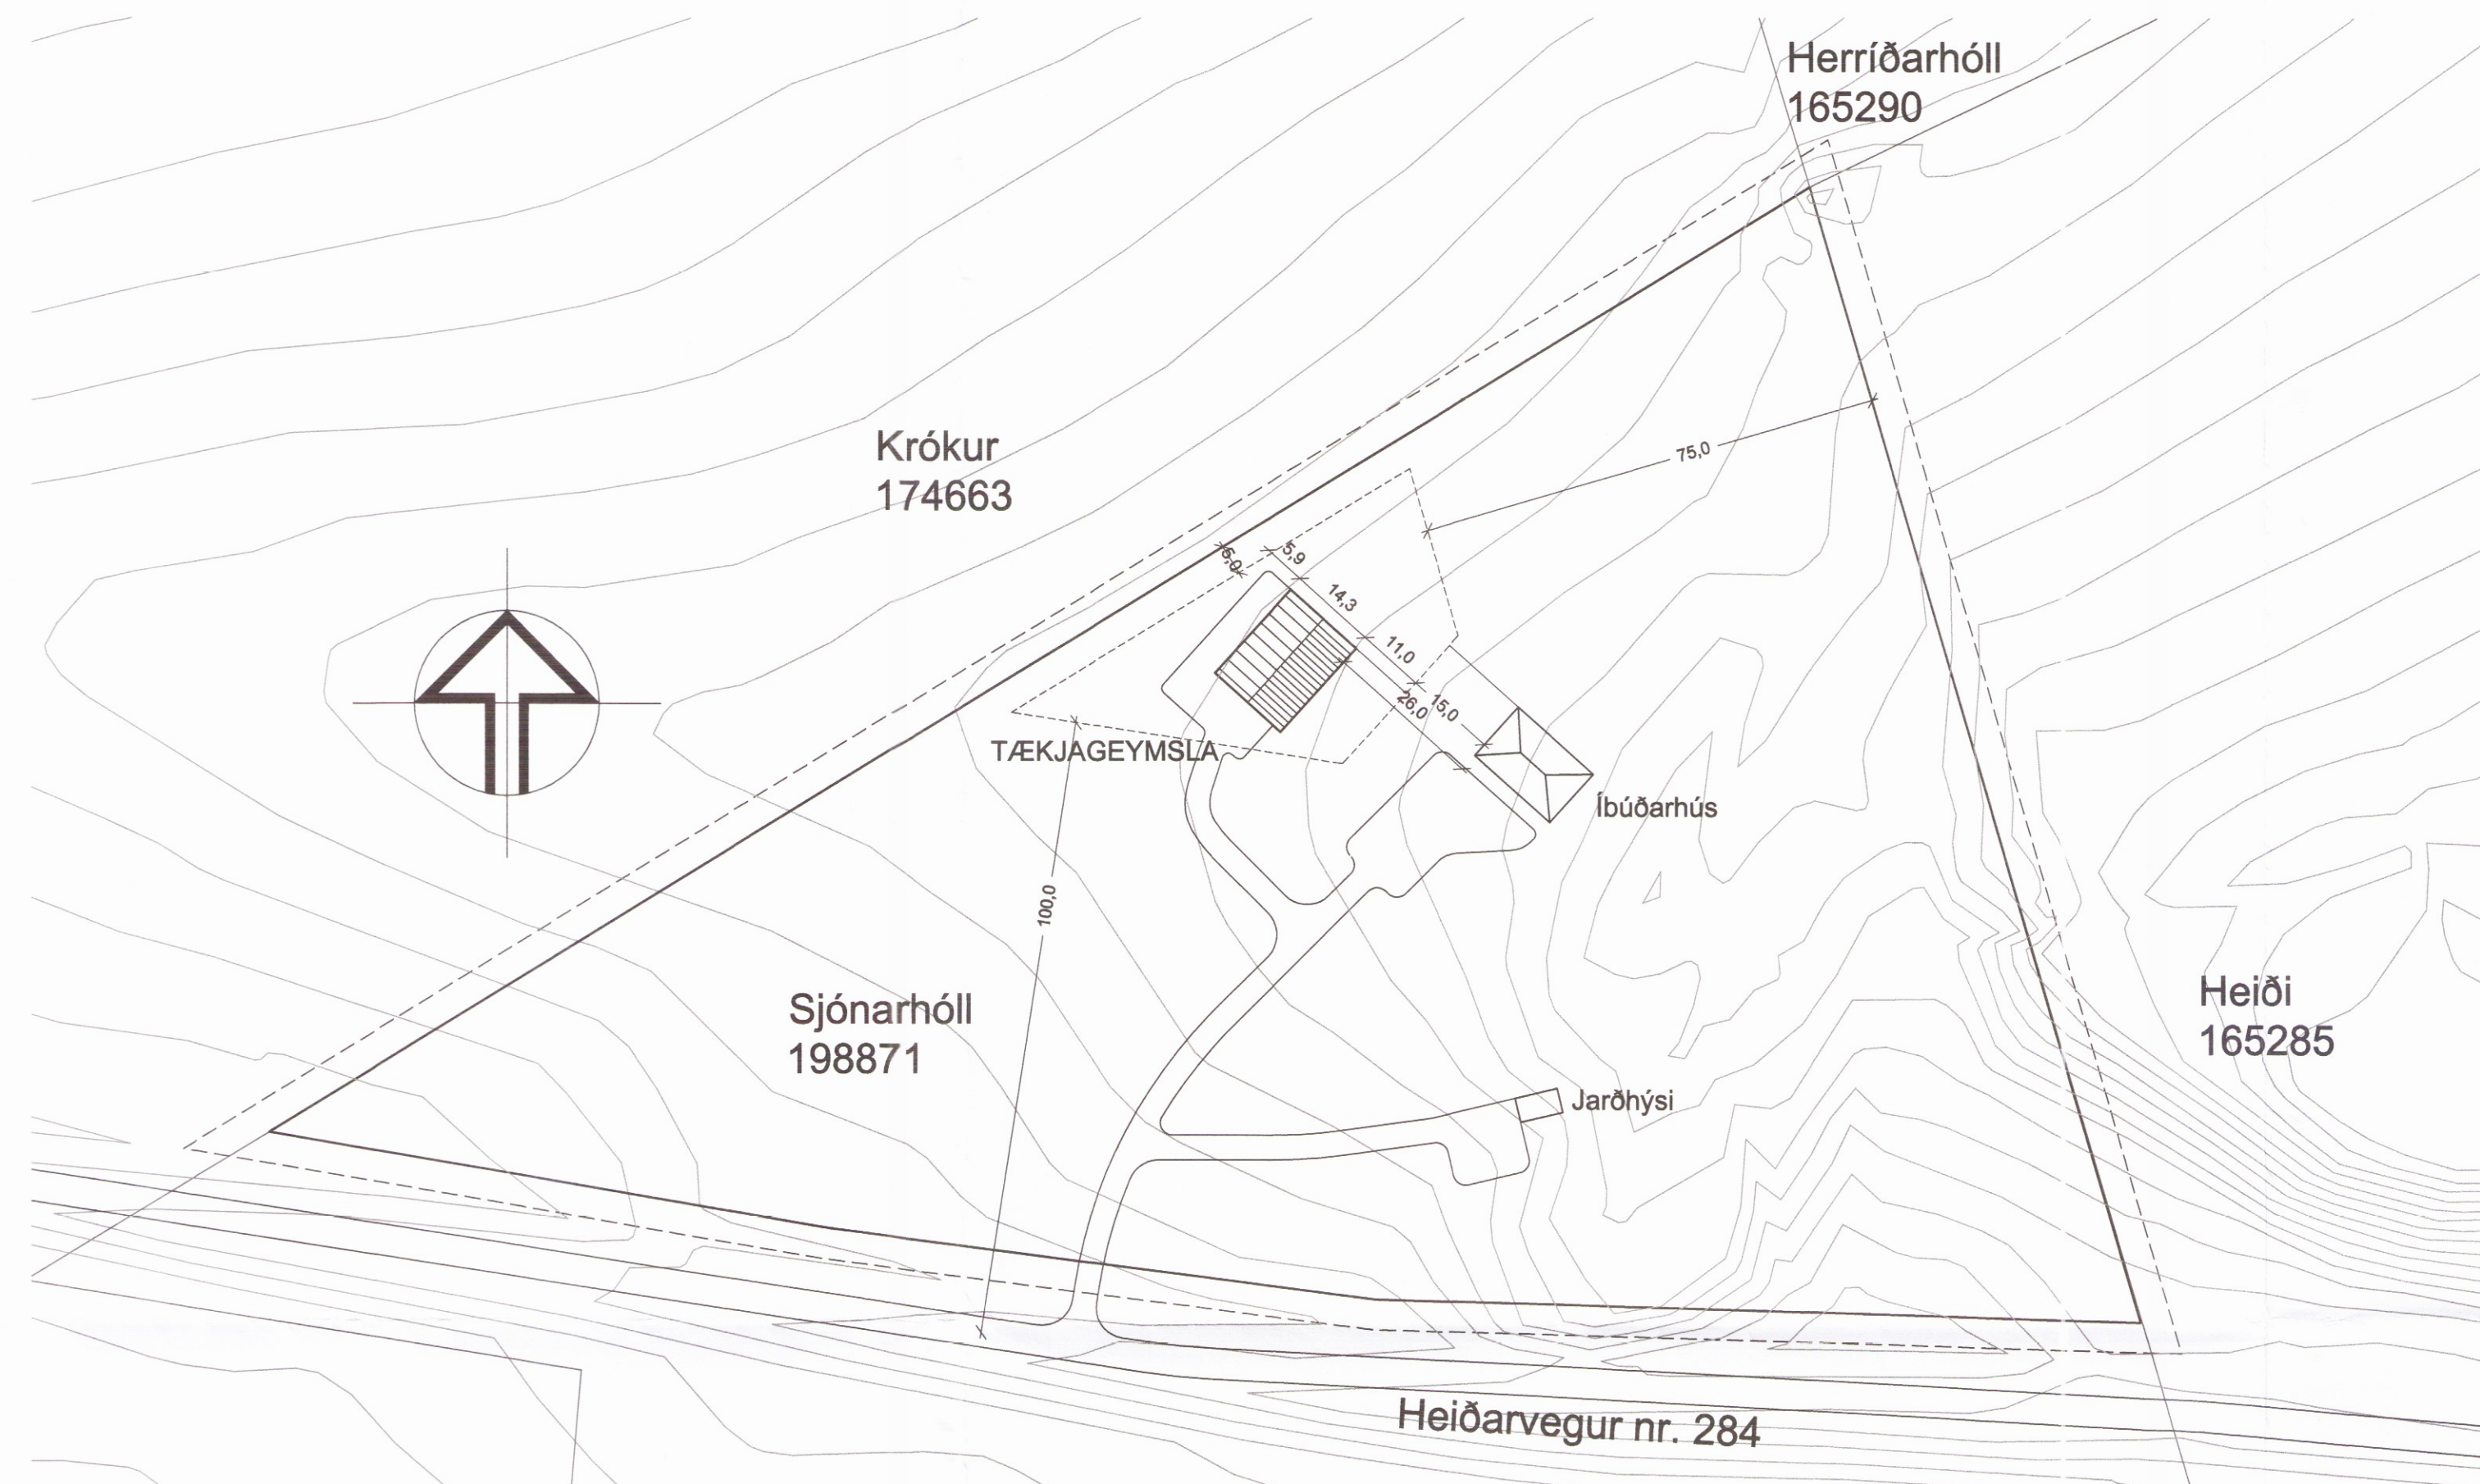 Herríðarhóll
165290
Krókur
174663
75,0
5,0
5,9
14,3
11,0
26,0
15,0
TÆKJAGEYMSLA
Íbúðarhús
100,0
Sjónarhóll
198871
Heiði
165285
Jarðhýsi
Heiðarvegur nr. 284